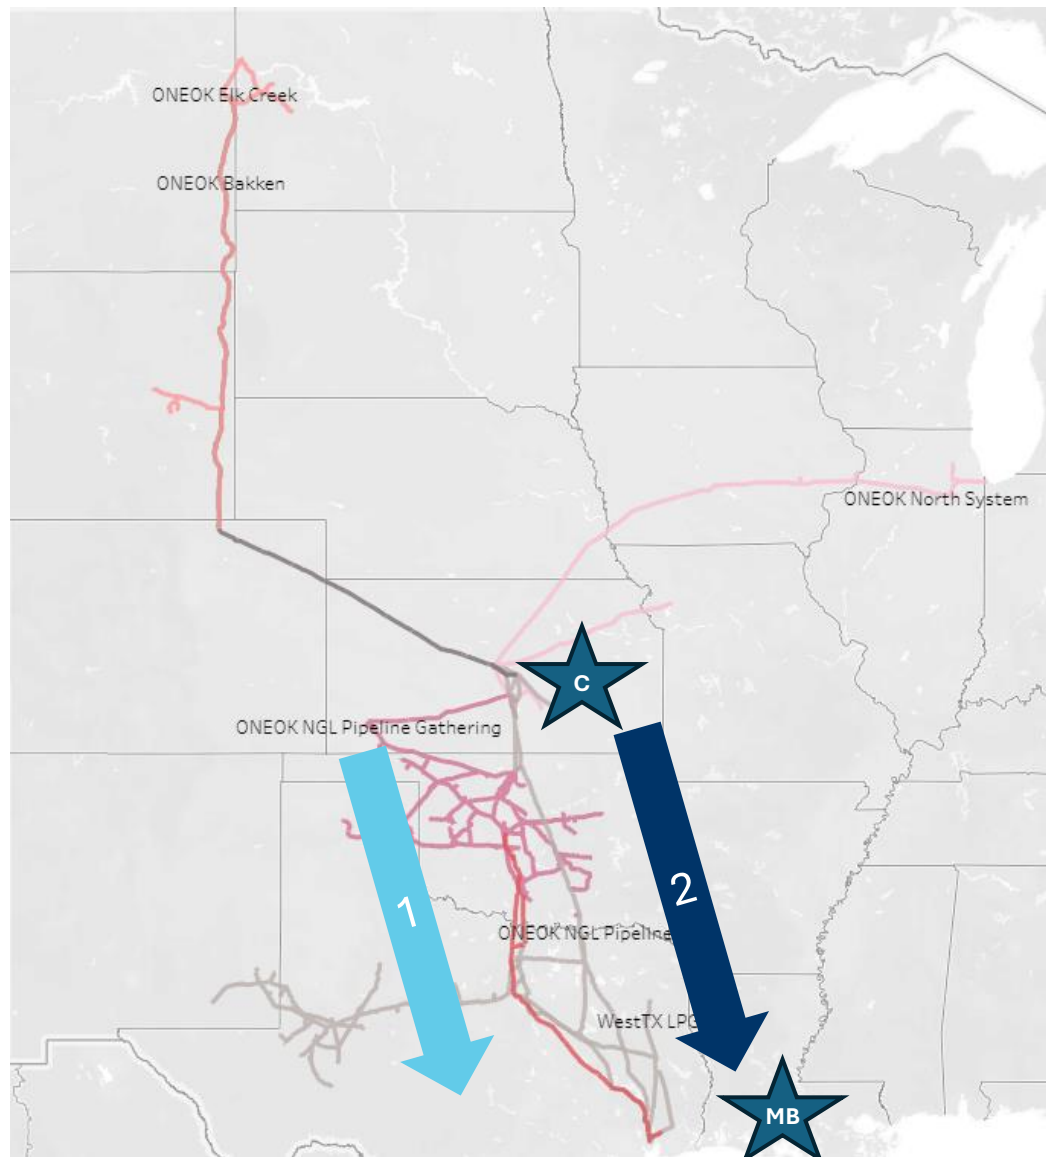 ONEOK Elk Creek
ONEOK Bakken
ONEOK North System
C
ONEOK NGL Pipeline Gathering
1
2
ONEOK NGL Pipeline
WestTX LPG
MB